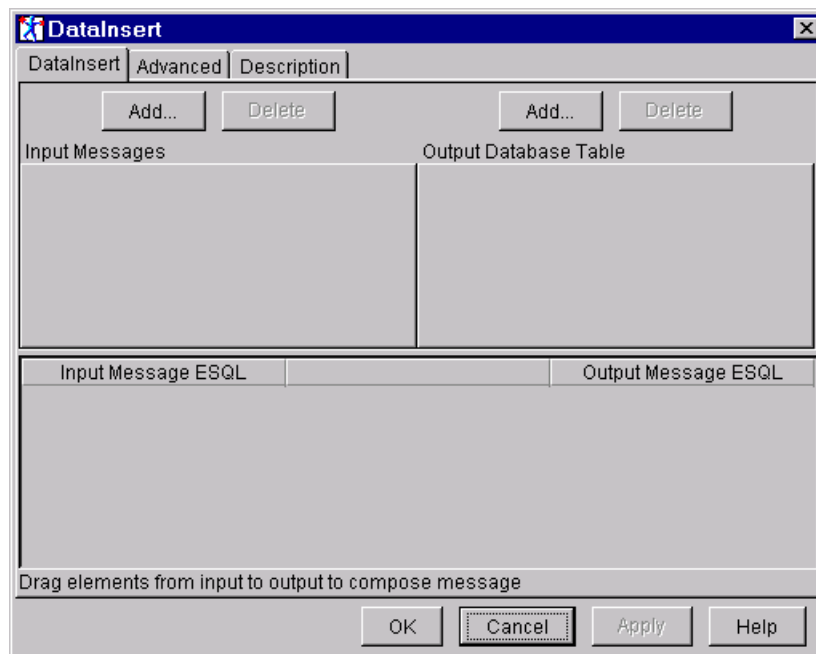 DataInsert
DataInsert Advanced Description
Add... Delete Add... Delete
Input Messages Output Database Table
Input Message ESQL Output Message ESQL
Drag elements from input to output to compose message
OK Cancel Apply Help